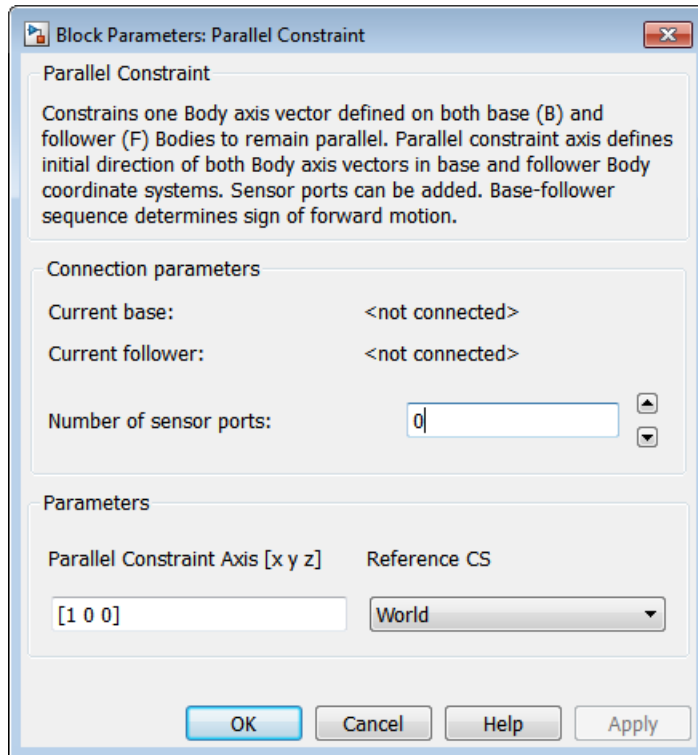 Block Parameters: Parallel Constraint
Parallel Constraint
Constrains one Body axis vector defined on both base (B) and
follower (F) Bodies to remain parallel. Parallel constraint axis defines
initial direction of both Body axis vectors in base and follower Body
coordinate systems. Sensor ports can be added. Base-follower
sequence determines sign of forward motion.
Connection parameters
Current base: <not connected>
Current follower: <not connected>
Number of sensor ports: 0
Parameters
Parallel Constraint Axis [x y z] Reference CS
[1 0 0] World
OK Cancel Help Apply